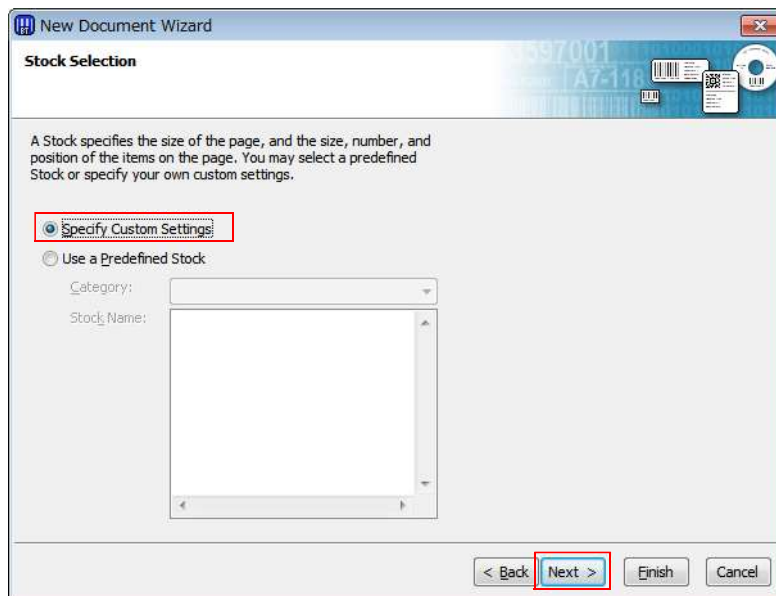 New Document Wizard
Stock Selection
A7-118
A Stock specifies the size of the page, and the size, number, and
position of the items on the page. You may select a predefined
Stock or specify your own custom settings.
Specify Custom Settings
Use a Predefined Stock
Category:
Stock Name:
< Back
Next >
Finish
Cancel